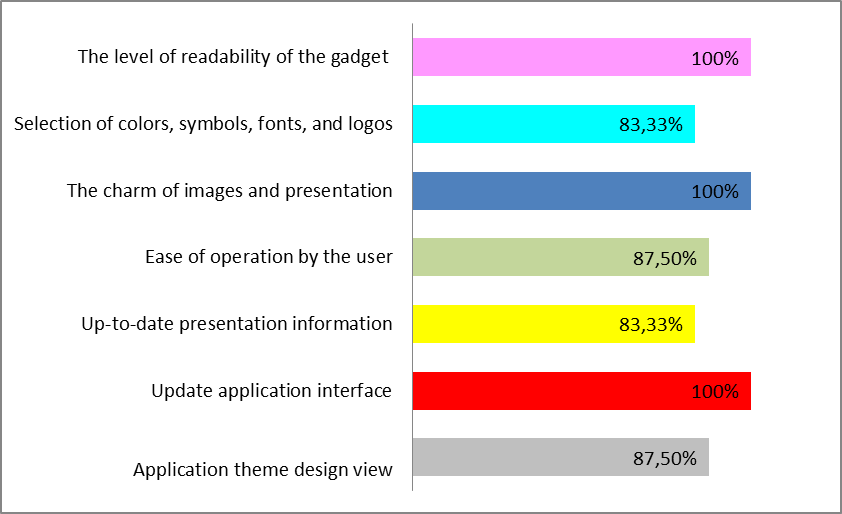 The level of readability of the gadget 100%
Selection of colors, symbols, fonts, and logos 83,33%
The charm of images and presentation 100%
Ease of operation by the user 87,50%
Up-to-date presentation information 83,33%
Update application interface 100%
Application theme design view 87,50%